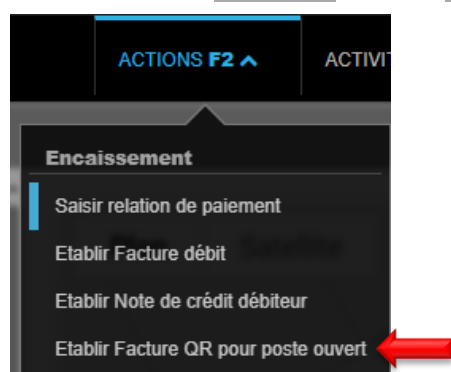 ACTIONS F2 ACTIVIT
Encaissement
Saisir relation de paiement
Etablir Facture débit
Etablir Note de crédit débiteur
Etablir Facture QR pour poste ouvert